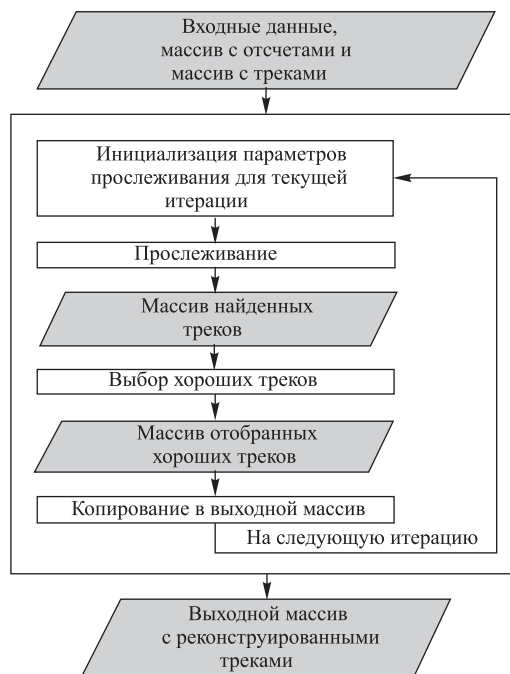 Входные данные,
массив с отсчетами и
массив с треками
Инициализация параметров
прослеживания для текущей
итерации
Прослеживание
Массив найденных
треков
Выбор хороших треков
Массив отобранных
хороших треков
Копирование в выходной массив
На следующую итерацию
Выходной массив
с реконструированными
треками